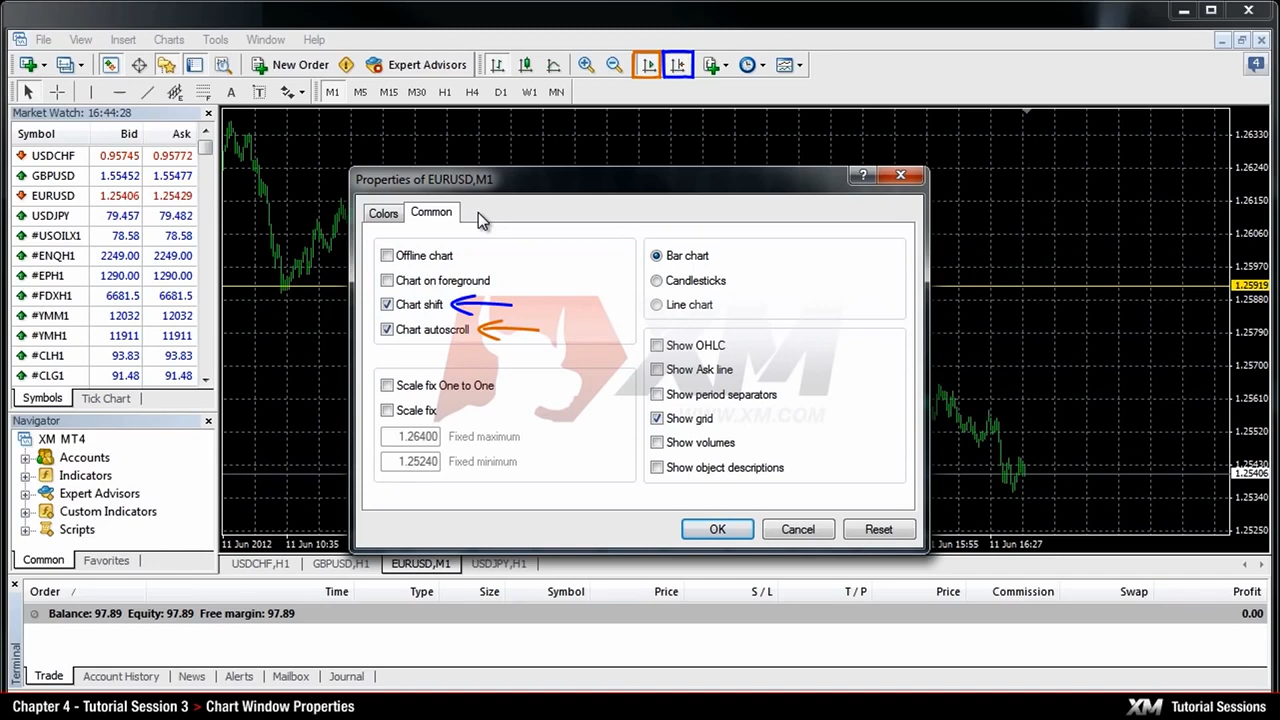 File View Insert Charts Tools Window Help
New Order Expert Advisors 4
A T M1 M5 M15 M30 H1 H4 D1 W1 MN
Market Watch: 16:44:28
Symbol Bid Ask
USDCHF 0.95745 0.95772
GBPUSD 1.55452 1.55477
EURUSD 1.25406 1.25429
USDJPY 79.457 79.482
#USOILX1 78.58 78.58
#ENQH1 2249.00 2249.00
#EPH1 1290.00 1290.00
#FDXH1 6681.5 6681.5
#YMM1 12032 12032
#YMH1 11911 11911
#CLH1 93.83 93.83
#CLG1 91.48 91.48
Symbols Tick Chart
Navigator
XM MT4
Accounts
Indicators
Expert Advisors
Custom Indicators
Scripts
Common Favorites
Properties of EURUSD,M1
Colors Common
Offline chart
Chart on foreground
Chart shift
Chart autoscroll
Scale fix One to One
Scale fix
1.26400 Fixed maximum
1.25240 Fixed minimum
Bar chart
Candlesticks
Line chart
Show OHLC
Show Ask line
Show period separators
Show grid
Show volumes
Show object descriptions
XM
WWW.XM.COM
OK Cancel Reset
1.26330
1.26240
1.26150
1.26060
1.25970
1.25919
1.25880
1.25790
1.25700
1.25610
1.25520
1.25430
1.25406
1.25340
1.25250
11 Jun 2012 11 Jun 10:35 Jun 15:55 11 Jun 16:27
USDCHF,H1 GBPUSD,H1 EURUSD,M1 USDJPY,H1
Order / Time Type Size Symbol Price S / L T / P Price Commission Swap Profit
Balance: 97.89 Equity: 97.89 Free margin: 97.89 0.00
Terminal
Trade Account History News Alerts Mailbox Journal
Chapter 4 - Tutorial Session 3 > Chart Window Properties XM Tutorial Sessions